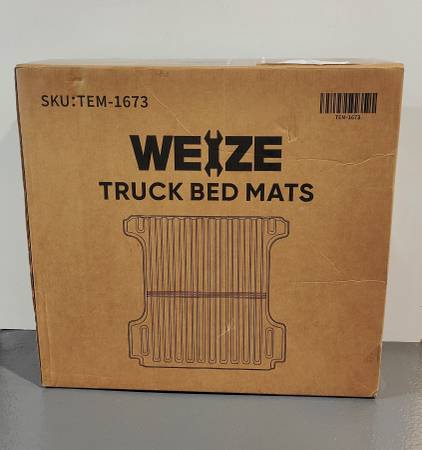 SKU:TEM-1673
TEM-1673
WEIZE
TRUCK BED MATS